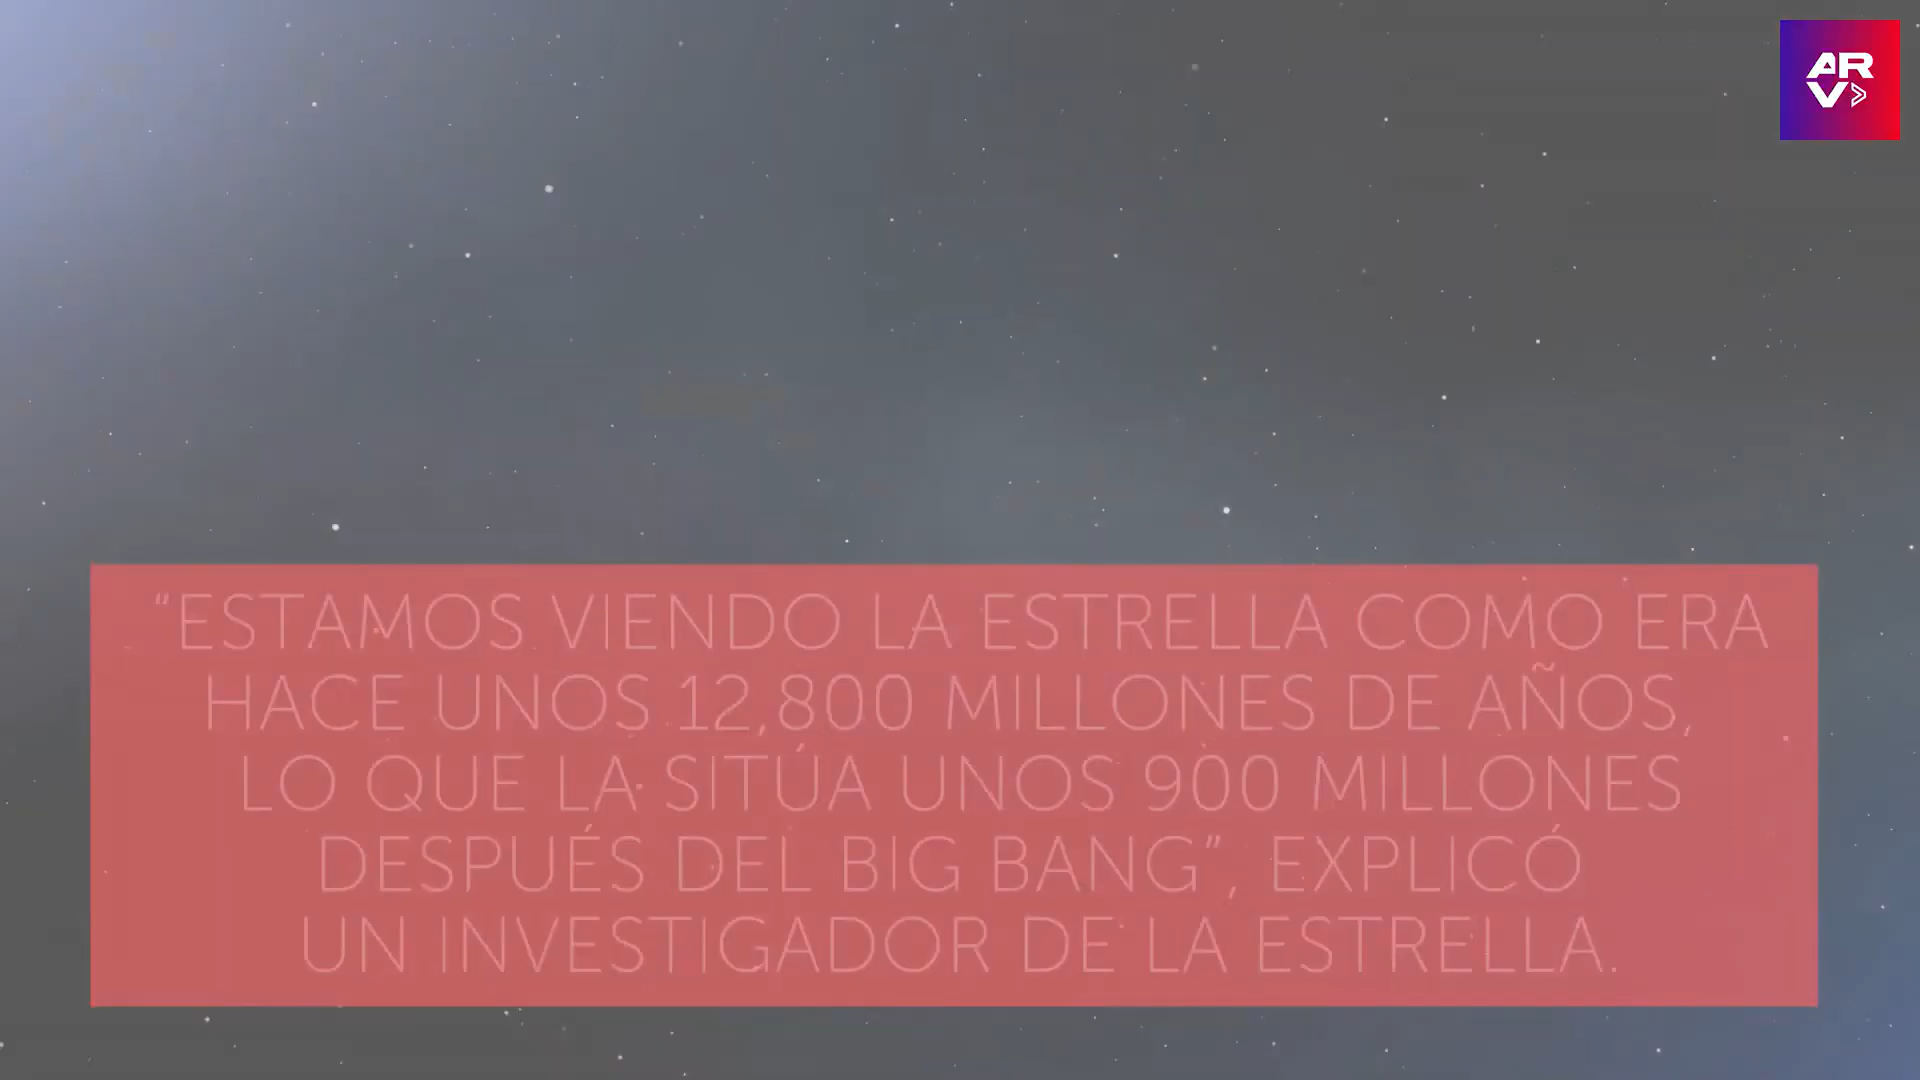 AR
V
“ESTAMOS VIENDO LA ESTRELLA COMO ERA
HACE UNOS 12,800 MILLONES DE AÑOS,
LO QUE LA SITÚA UNOS 900 MILLONES
DESPUÉS DEL BIG BANG”, EXPLICÓ
UN INVESTIGADOR DE LA ESTRELLA.